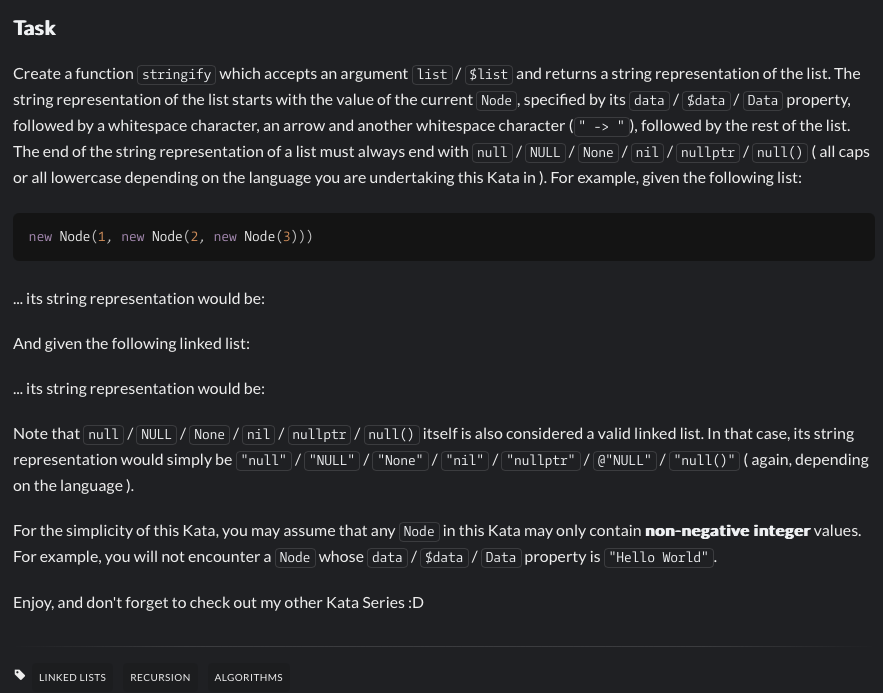 Task
Create a function stringify which accepts an argument list / $list and returns a string representation of the list. The
string representation of the list starts with the value of the current Node, specified by its data / $data / Data property,
followed by a whitespace character, an arrow and another whitespace character (" -> "), followed by the rest of the list.
The end of the string representation of a list must always end with null / NULL / None / nil / nullptr / null() ( all caps
or all lowercase depending on the language you are undertaking this Kata in ). For example, given the following list:
new Node(1, new Node(2, new Node(3)))
... its string representation would be:
And given the following linked list:
... its string representation would be:
Note that null / NULL / None / nil / nullptr / null() itself is also considered a valid linked list. In that case, its string
representation would simply be "null" / "NULL" / "None" / "nil" / "nullptr" / @"NULL" / "null()" ( again, depending
on the language ).
For the simplicity of this Kata, you may assume that any Node in this Kata may only contain non-negative integer values.
For example, you will not encounter a Node whose data / $data / Data property is "Hello World".
Enjoy, and don't forget to check out my other Kata Series :D
LINKED LISTS RECURSION ALGORITHMS